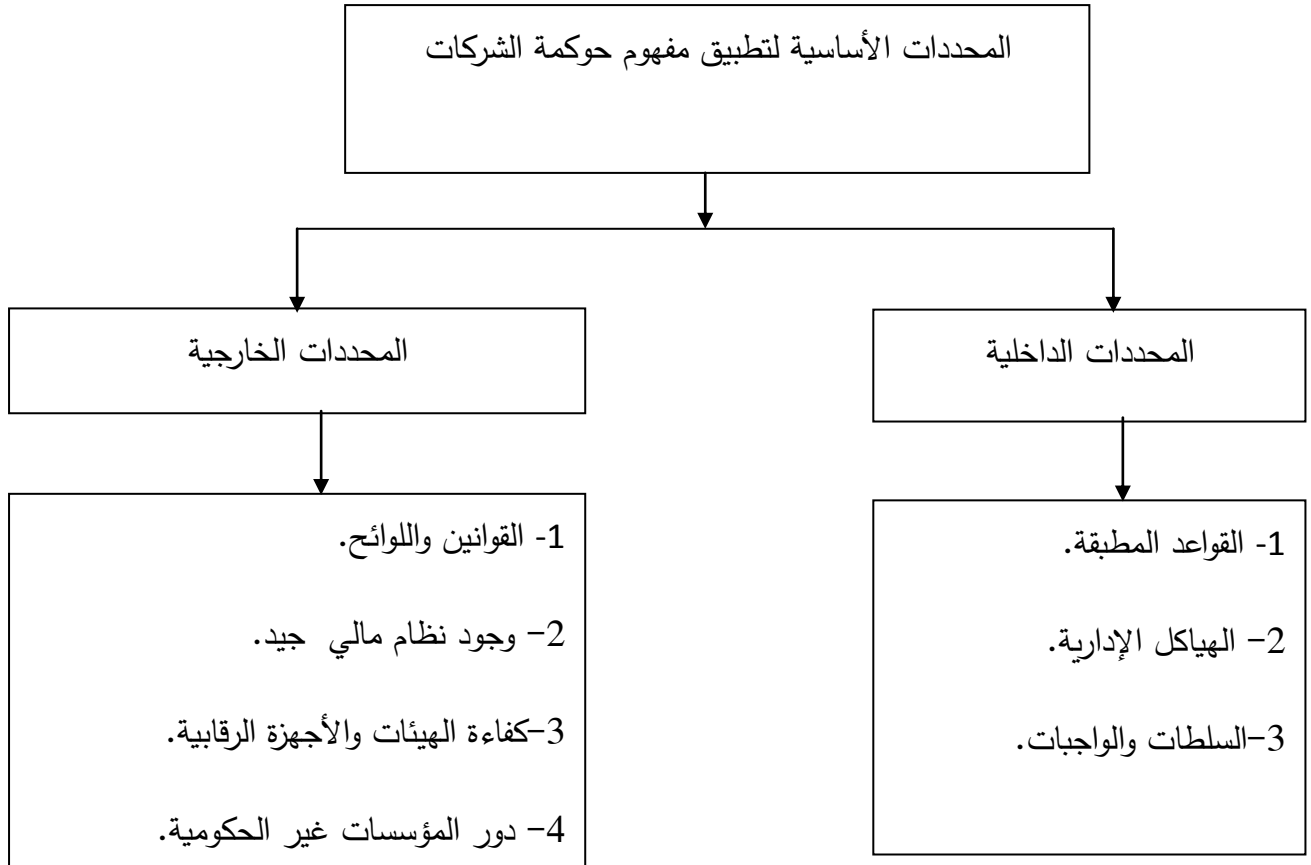 المحددات الأساسية لتطبيق مفهوم حوكمة الشركات
المحددات الداخلية
المحددات الخارجية
1- القواعد المطبقة.
2- الهياكل الإدارية.
3-السلطات والواجبات.
1- القوانين واللوائح.
2- وجود نظام مالي جيد.
3-كفاءة الهيئات والأجهزة الرقابية.
4- دور المؤسسات غير الحكومية.